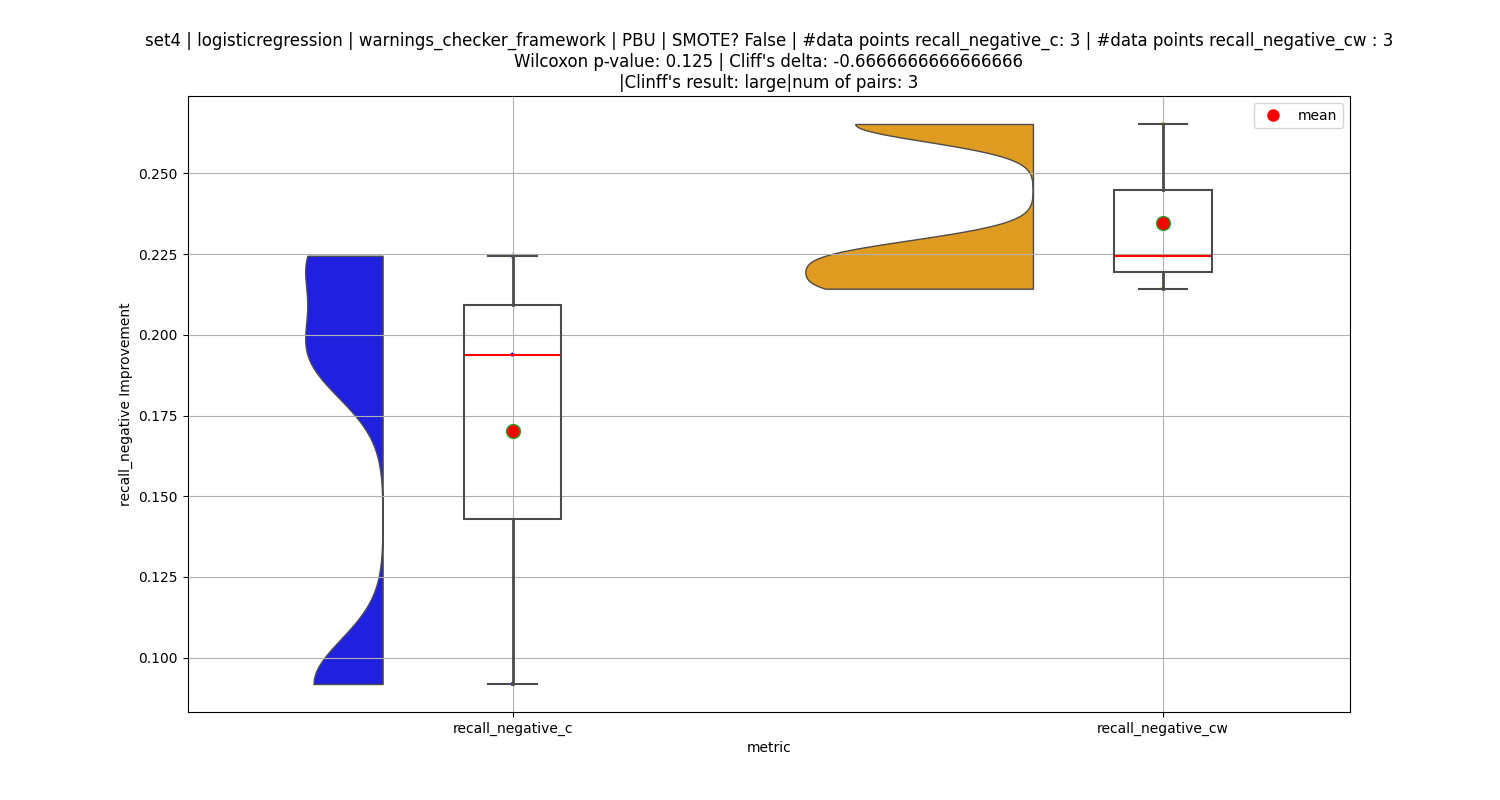 set4 | logisticregression | warnings_checker_framework | PBU | SMOTE? False | #data points recall_negative_c: 3 | #data points recall_negative_cw : 3
Wilcoxon p-value: 0.125 | Cliff's delta: -0.6666666666666666
|Clinff's result: large|num of pairs: 3
mean
0.250
0.225
0.200
0.175
0.150
0.125
0.100
recall_negative Improvement
recall_negative_c
recall_negative_cw
metric